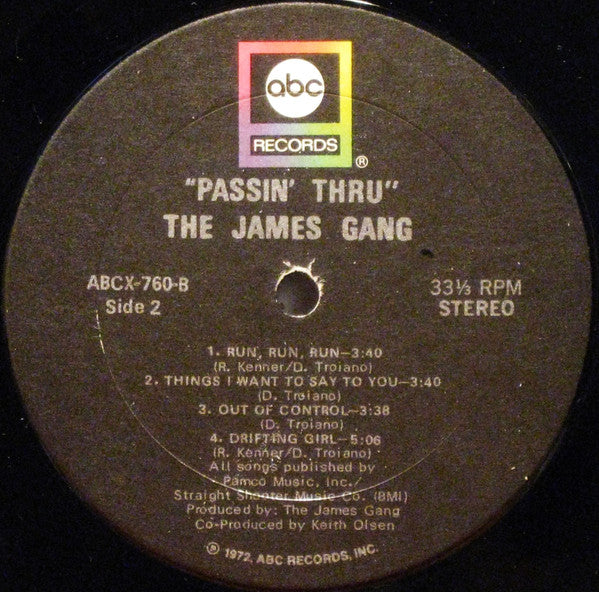 abc
RECORDS
®
"PASSIN' THRU"
THE JAMES GANG
ABCX-760-B
Side 2
33⅓ RPM
STEREO
1. RUN, RUN, RUN—3:40
(R. Kenner/D. Troiano)
2. THINGS I WANT TO SAY TO YOU—3:40
(D. Troiano)
3. OUT OF CONTROL—3:38
(D. Troiano)
4. DRIFTING GIRL—5:06
(R. Kenner/D. Troiano)
All songs published by
Pamco Music, Inc./
Straight Shooter Music Co. (BMI)
Produced by: The James Gang
Co-Produced by Keith Olsen
℗ 1972, ABC RECORDS, INC.